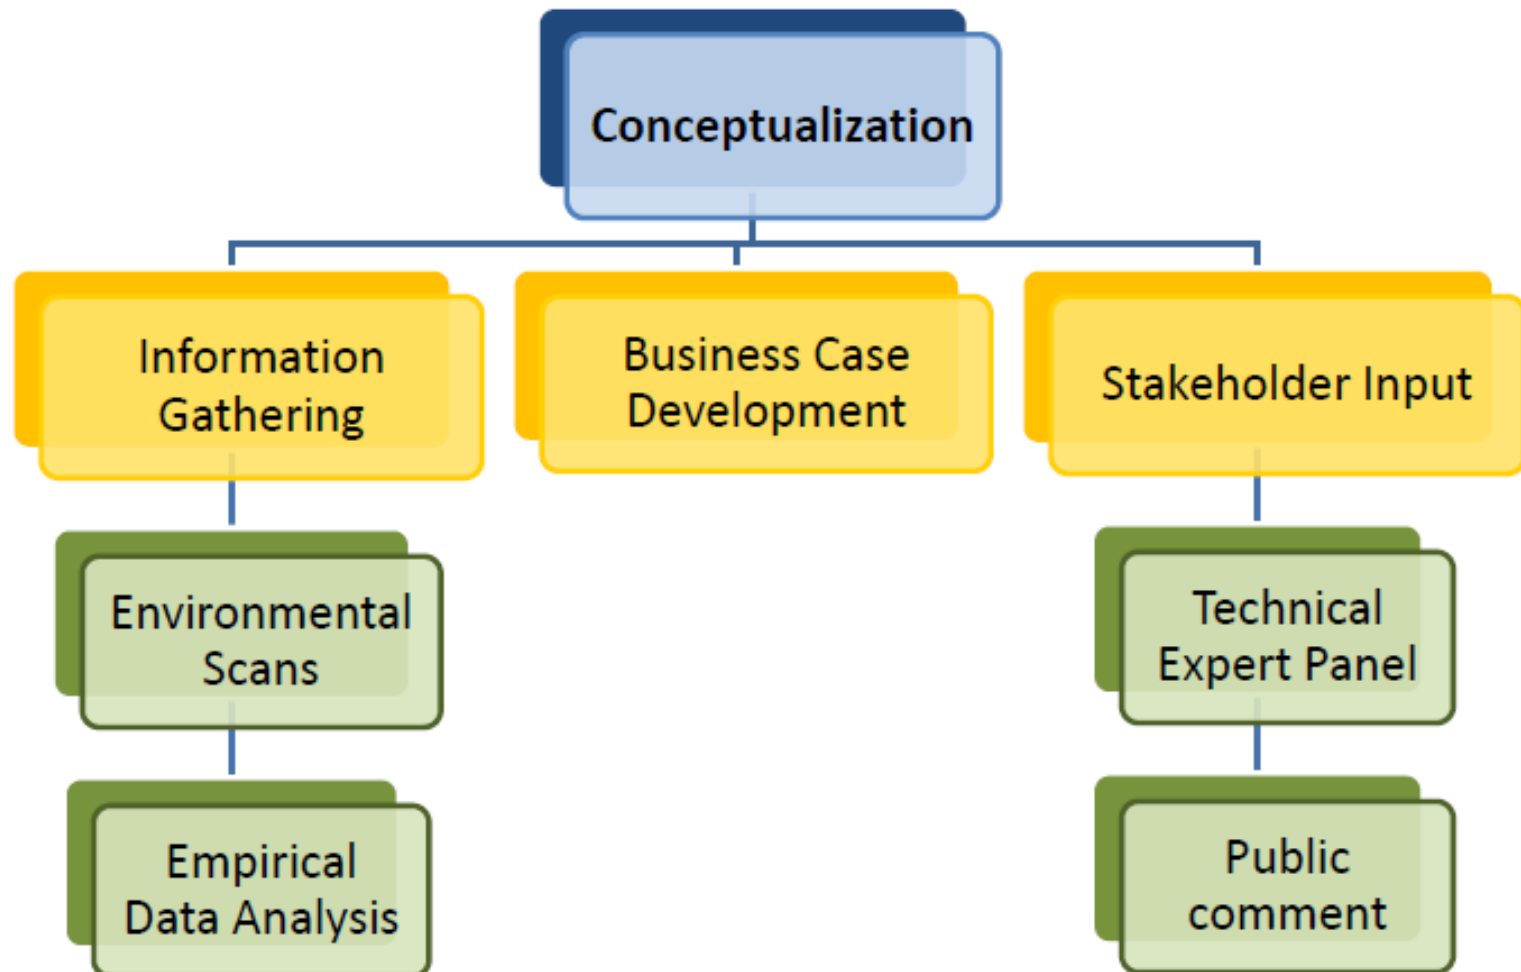 Conceptualization
Information
Gathering
Business Case
Development
Stakeholder Input
Environmental
Scans
Technical
Expert Panel
Empirical
Data Analysis
Public
comment